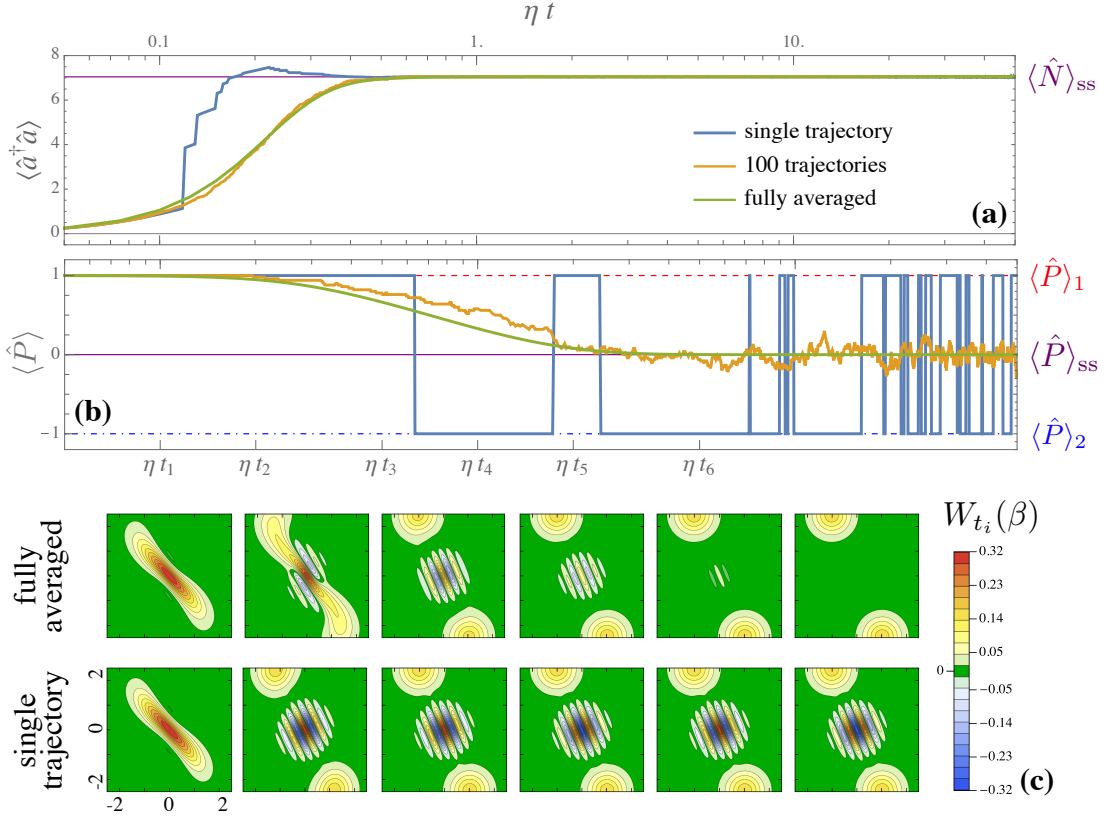 η t
0.1 1. 10.
8
6
4
2
0
⟨â†â⟩
⟨N̂⟩ss
single trajectory
100 trajectories
fully averaged
(a)
1
0
−1
⟨P̂⟩
⟨P̂⟩1
⟨P̂⟩ss
⟨P̂⟩2
(b)
η t1 η t2 η t3 η t4 η t5 η t6
fully
averaged
single
trajectory
2
0
-2
-2 0 2
Wti(β)
0.32
0.23
0.14
0.05
0
−0.05
−0.14
−0.23
−0.32
(c)